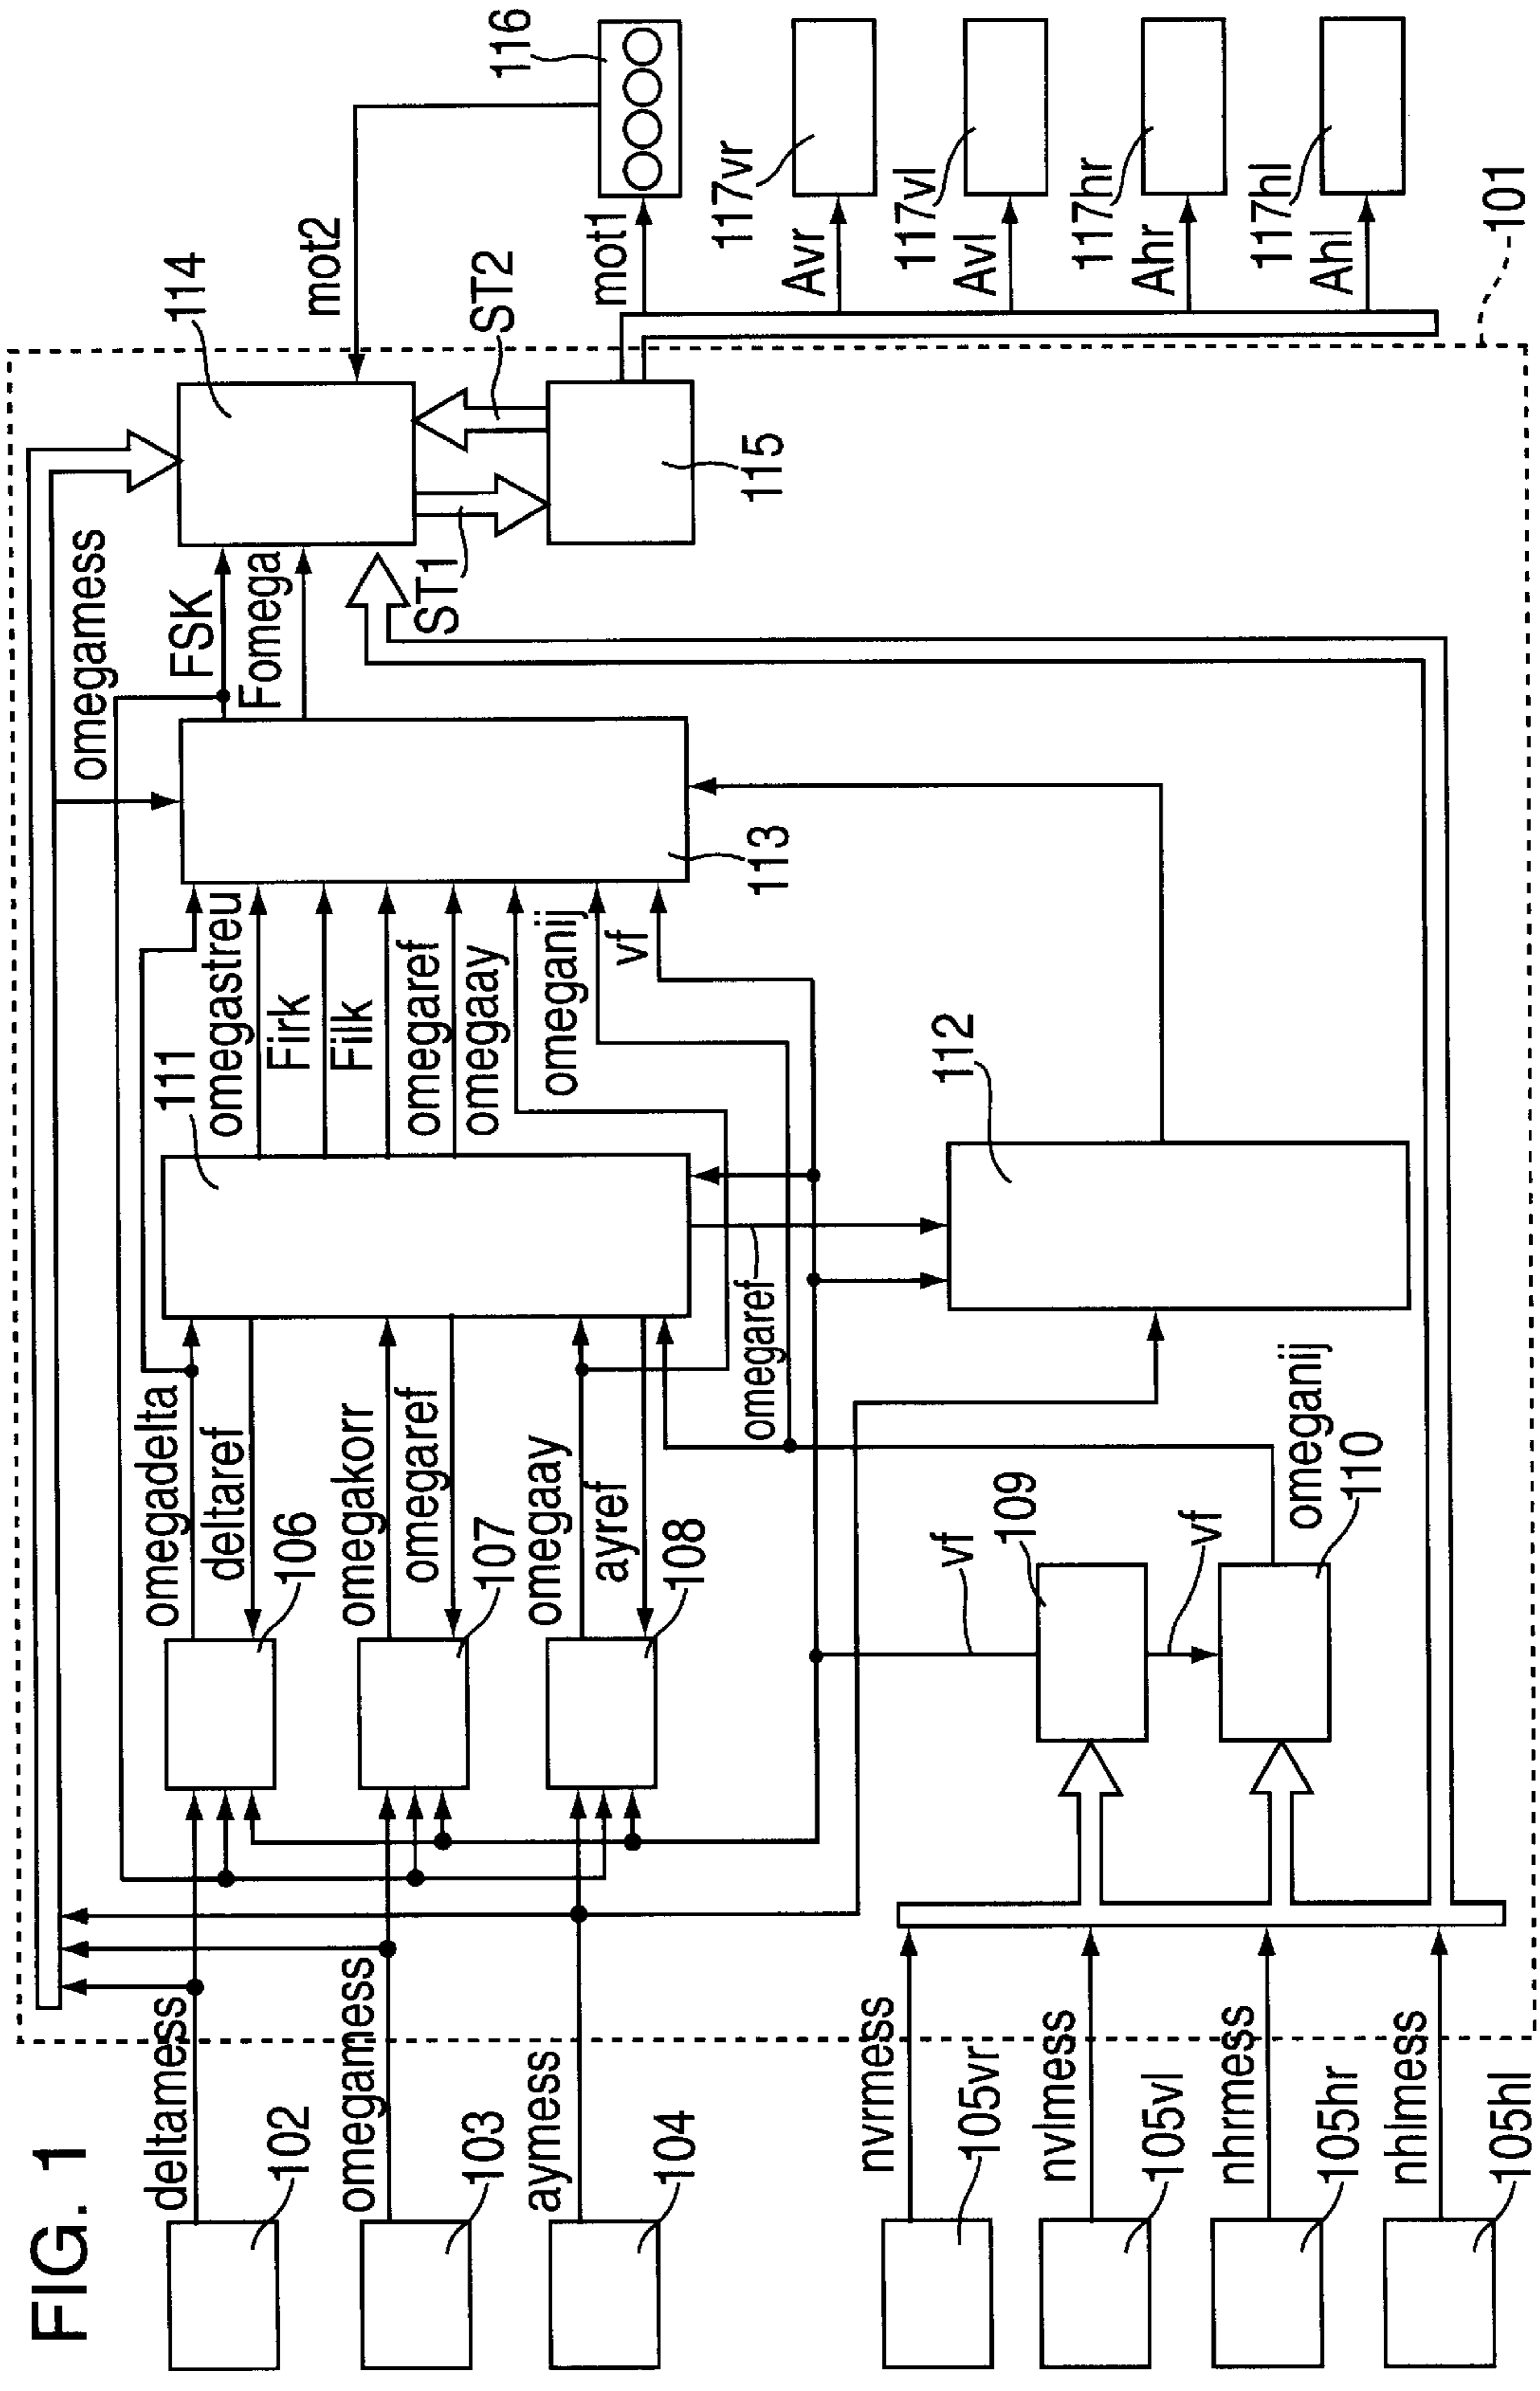 FIG. 1
deltamess
102
omegamess
103
aymess
104
nvrmess
105vr
nvlmess
105vl
nhrmess
105hr
nhlmess
105hl
omegadelta
deltaref
106
omegakorr
omegaref
107
omegaay
ayref
108
vf
109
vf
omeganij
110
omegaref
111
112
omegastreu
Firk
Filk
omegaref
omegaay
omeganij
vf
113
omegamess
FSK
Fomega
ST1
114
ST2
115
mot2
116
mot1
117vr
Avr
117vl
Avl
117hr
Ahr
117hl
Ahl
101